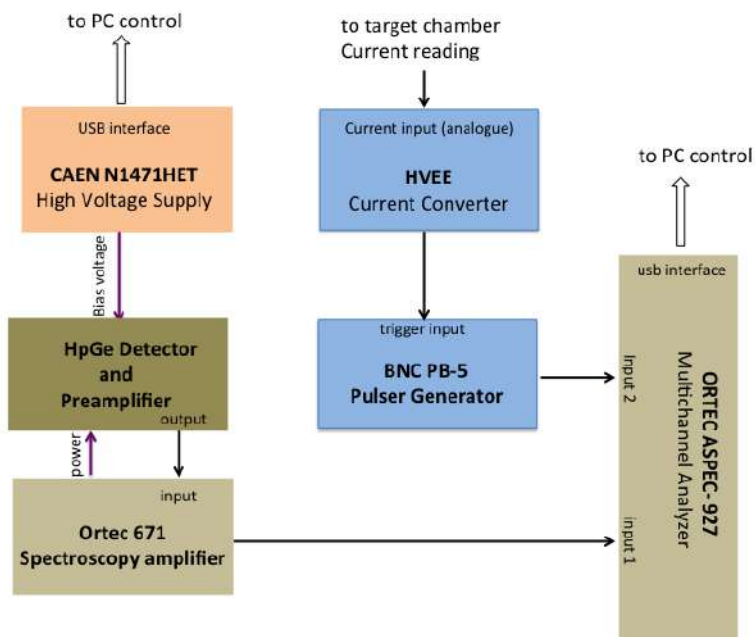 to PC control
USB interface
CAEN N1471HET
High Voltage Supply
Bias voltage
HpGe Detector
and
Preamplifier
output
power
input
Ortec 671
Spectroscopy amplifier
to target chamber
Current reading
Current input (analogue)
HVEE
Current Converter
trigger input
BNC PB-5
Pulser Generator
to PC control
usb interface
Input 2
input 1
ORTEC ASPEC- 927
Multichannel Analyzer